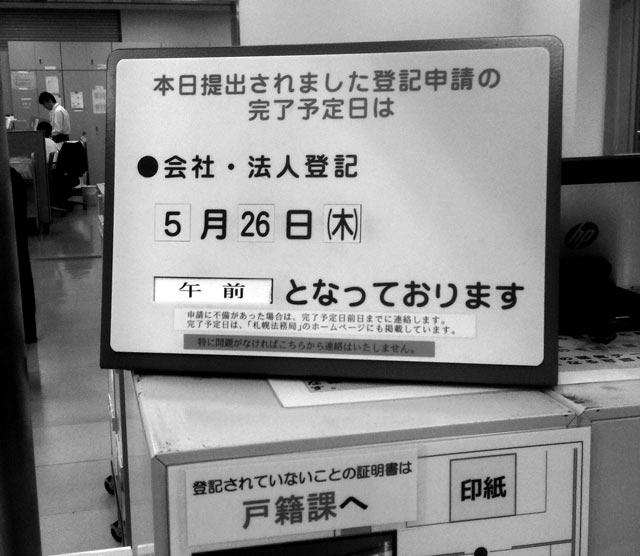 本日提出されました登記申請の
完了予定日は
●会社・法人登記
5月26日㈭
午前となっております
申請に不備があった場合は、完了予定日前日までに連絡します。
完了予定日は、「札幌法務局」のホームページにも掲載しています。
特に問題がなければこちらから連絡はいたしません。
hp
登記されていないことの証明書は
戸籍課へ
印紙